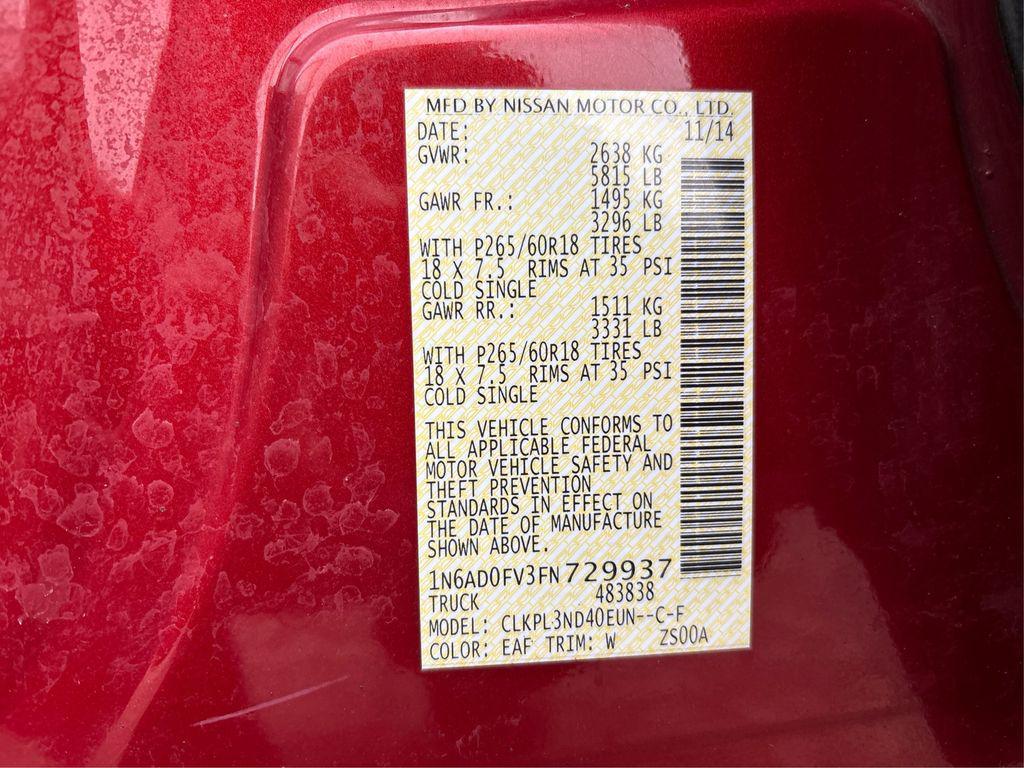 MFD BY NISSAN MOTOR CO., LTD.
DATE: 11/14
GVWR: 2638 KG
5815 LB
GAWR FR.: 1495 KG
3296 LB
WITH P265/60R18 TIRES
18 X 7.5 RIMS AT 35 PSI
COLD SINGLE
GAWR RR.: 1511 KG
3331 LB
WITH P265/60R18 TIRES
18 X 7.5 RIMS AT 35 PSI
COLD SINGLE
THIS VEHICLE CONFORMS TO
ALL APPLICABLE FEDERAL
MOTOR VEHICLE SAFETY AND
THEFT PREVENTION
STANDARDS IN EFFECT ON
THE DATE OF MANUFACTURE
SHOWN ABOVE.
1N6AD0FV3FN729937
TRUCK 483838
MODEL: CLKPL3ND40EUN--C-F
COLOR: EAF TRIM: W ZS00A